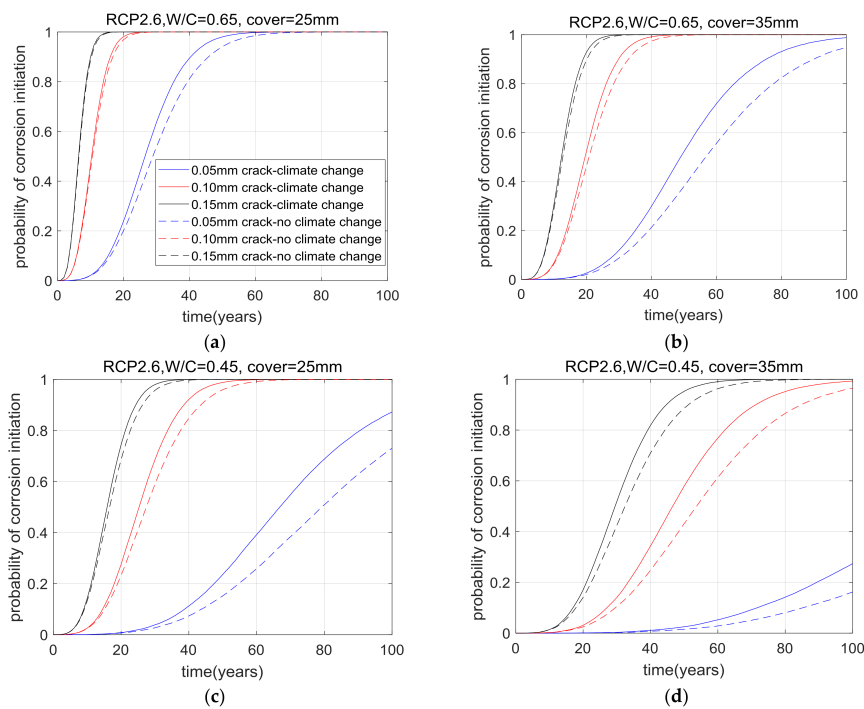 RCP2.6,W/C=0.65, cover=25mm
probability of corrosion initiation
1
0.8
0.6
0.4
0.2
0
0.05mm crack-climate change
0.10mm crack-climate change
0.15mm crack-climate change
0.05mm crack-no climate change
0.10mm crack-no climate change
0.15mm crack-no climate change
0 20 40 60 80 100
time(years)
(a)
RCP2.6,W/C=0.65, cover=35mm
probability of corrosion initiation
1
0.8
0.6
0.4
0.2
0
0 20 40 60 80 100
time(years)
(b)
RCP2.6,W/C=0.45, cover=25mm
probability of corrosion initiation
1
0.8
0.6
0.4
0.2
0
0 20 40 60 80 100
time(years)
(c)
RCP2.6,W/C=0.45, cover=35mm
probability of corrosion initiation
1
0.8
0.6
0.4
0.2
0
0 20 40 60 80 100
time(years)
(d)